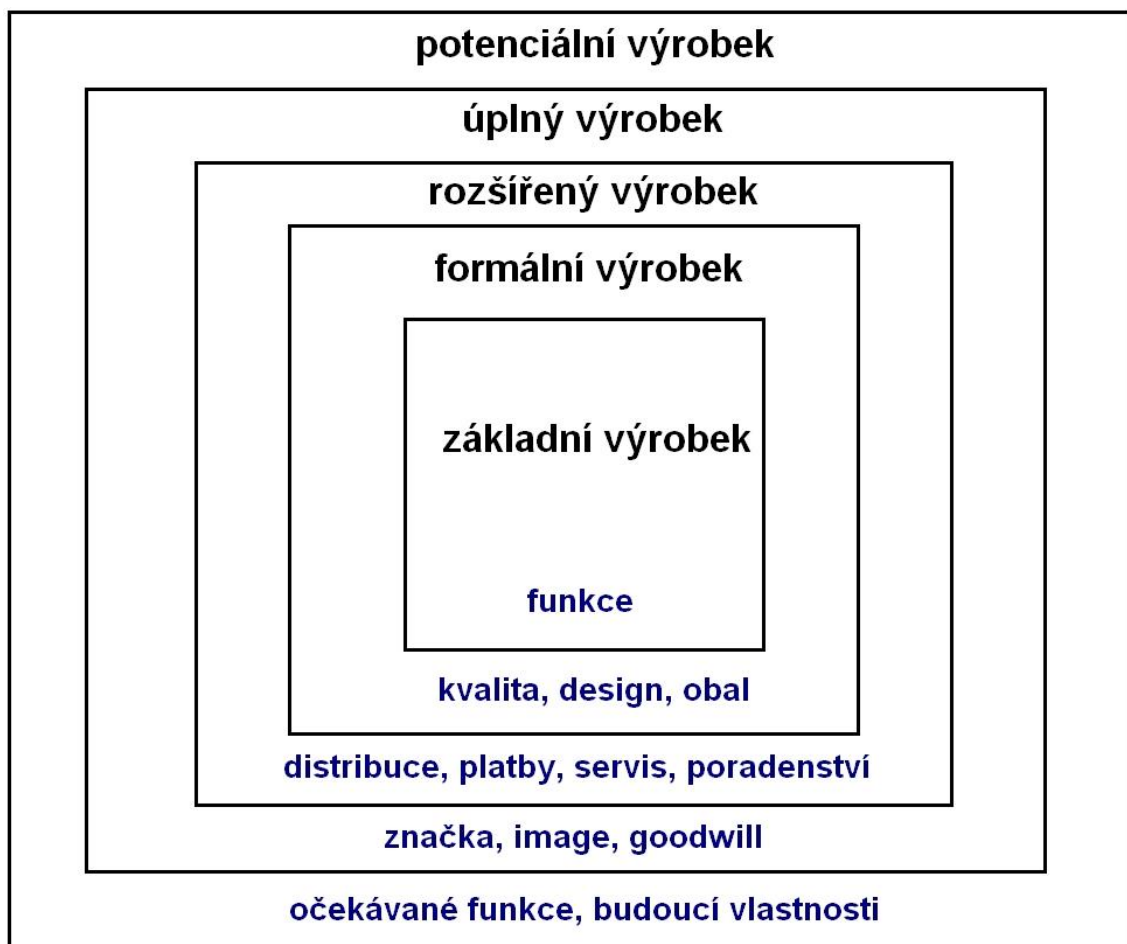 potenciální výrobek
úplný výrobek
rozšířený výrobek
formální výrobek
základní výrobek
funkce
kvalita, design, obal
distribuce, platby, servis, poradenství
značka, image, goodwill
očekávané funkce, budoucí vlastnosti